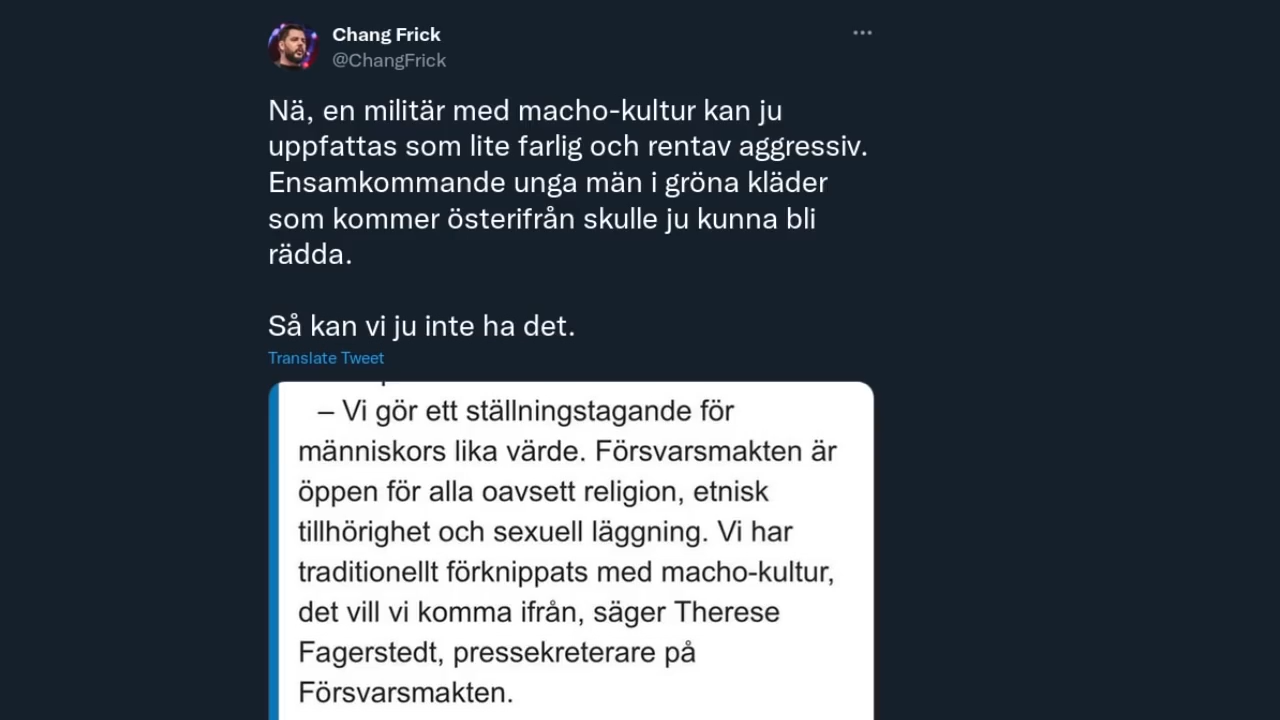 Chang Frick
@ChangFrick
Nä, en militär med macho-kultur kan ju
uppfattas som lite farlig och rentav aggressiv.
Ensamkommande unga män i gröna kläder
som kommer österifrån skulle ju kunna bli
rädda.
Så kan vi ju inte ha det.
Translate Tweet
– Vi gör ett ställningstagande för
människors lika värde. Försvarsmakten är
öppen för alla oavsett religion, etnisk
tillhörighet och sexuell läggning. Vi har
traditionellt förknippats med macho-kultur,
det vill vi komma ifrån, säger Therese
Fagerstedt, pressekreterare på
Försvarsmakten.